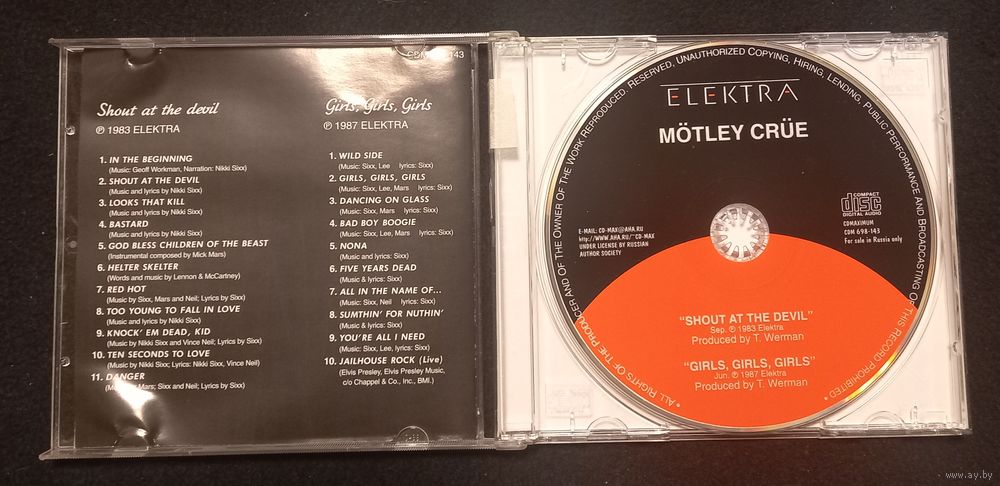 143
Shout at the devil
℗ 1983 ELEKTRA
1. IN THE BEGINNING
(Music: Geoff Workman, Narration: Nikki Sixx)
2. SHOUT AT THE DEVIL
(Music and lyrics by Nikki Sixx)
3. LOOKS THAT KILL
(Music and lyrics by Nikki Sixx)
4. BASTARD
(Music and lyrics by Nikki Sixx)
5. GOD BLESS CHILDREN OF THE BEAST
(Instrumental composed by Mick Mars)
6. HELTER SKELTER
(Words and music by Lennon & McCartney)
7. RED HOT
(Music by Sixx, Mars and Neil; Lyrics by Sixx)
8. TOO YOUNG TO FALL IN LOVE
(Music and lyrics by Nikki Sixx)
9. KNOCK' EM DEAD, KID
(Music by Nikki Sixx and Vince Neil; Lyrics by Sixx)
10. TEN SECONDS TO LOVE
(Music by Nikki Sixx; Lyrics: Nikki Sixx, Vince Neil)
11. DANGER
Mars; Sixx and Neil; Lyrics by Sixx)
Girls, Girls, Girls
℗ 1987 ELEKTRA
1. WILD SIDE
(Music: Sixx, Lee lyrics: Sixx)
2. GIRLS, GIRLS, GIRLS
(Music: Sixx, Lee, Mars lyrics: Sixx)
3. DANCING ON GLASS
(Music: Sixx, Mars lyrics: Sixx)
4. BAD BOY BOOGIE
(Music: Sixx, Lee, Mars lyrics: Sixx)
5. NONA
(Music and lyrics: Sixx)
6. FIVE YEARS DEAD
(Music & lyrics: Sixx)
7. ALL IN THE NAME OF...
(Music: Sixx, Neil lyrics: Sixx)
8. SUMTHIN' FOR NUTHIN'
(Music & lyrics: Sixx)
9. YOU'RE ALL I NEED
(Music: Sixx, Lee, lyrics: Sixx)
10. JAILHOUSE ROCK (Live)
(Elvis Presley, Elvis Presley Music,
c/o Chappel & Co., Inc., BMI.)
ALL RIGHTS OF THE PRODUCER AND OF THE OWNER OF THE WORK REPRODUCED. RESERVED, UNAUTHORIZED COPYING, HIRING, LENDING, PUBLIC PERFORMANCE AND BROADCASTING OF THIS RECORD PROHIBITED
ELEKTRA
MÖTLEY CRÜE
E-MAIL: CD-MAX@AHA.RU
http://WWW.AHA.RU/~CD-MAX
UNDER LICENSE BY RUSSIAN
AUTHOR SOCIETY
COMPACT
disc
DIGITAL AUDIO
CDMAXIMUM
CDM 698-143
For sale in Russia only
"SHOUT AT THE DEVIL"
Sep. ℗ 1983 Elektra
Produced by T. Werman
"GIRLS, GIRLS, GIRLS"
Jun. ℗ 1987 Elektra
Produced by T. Werman
www.ay.by